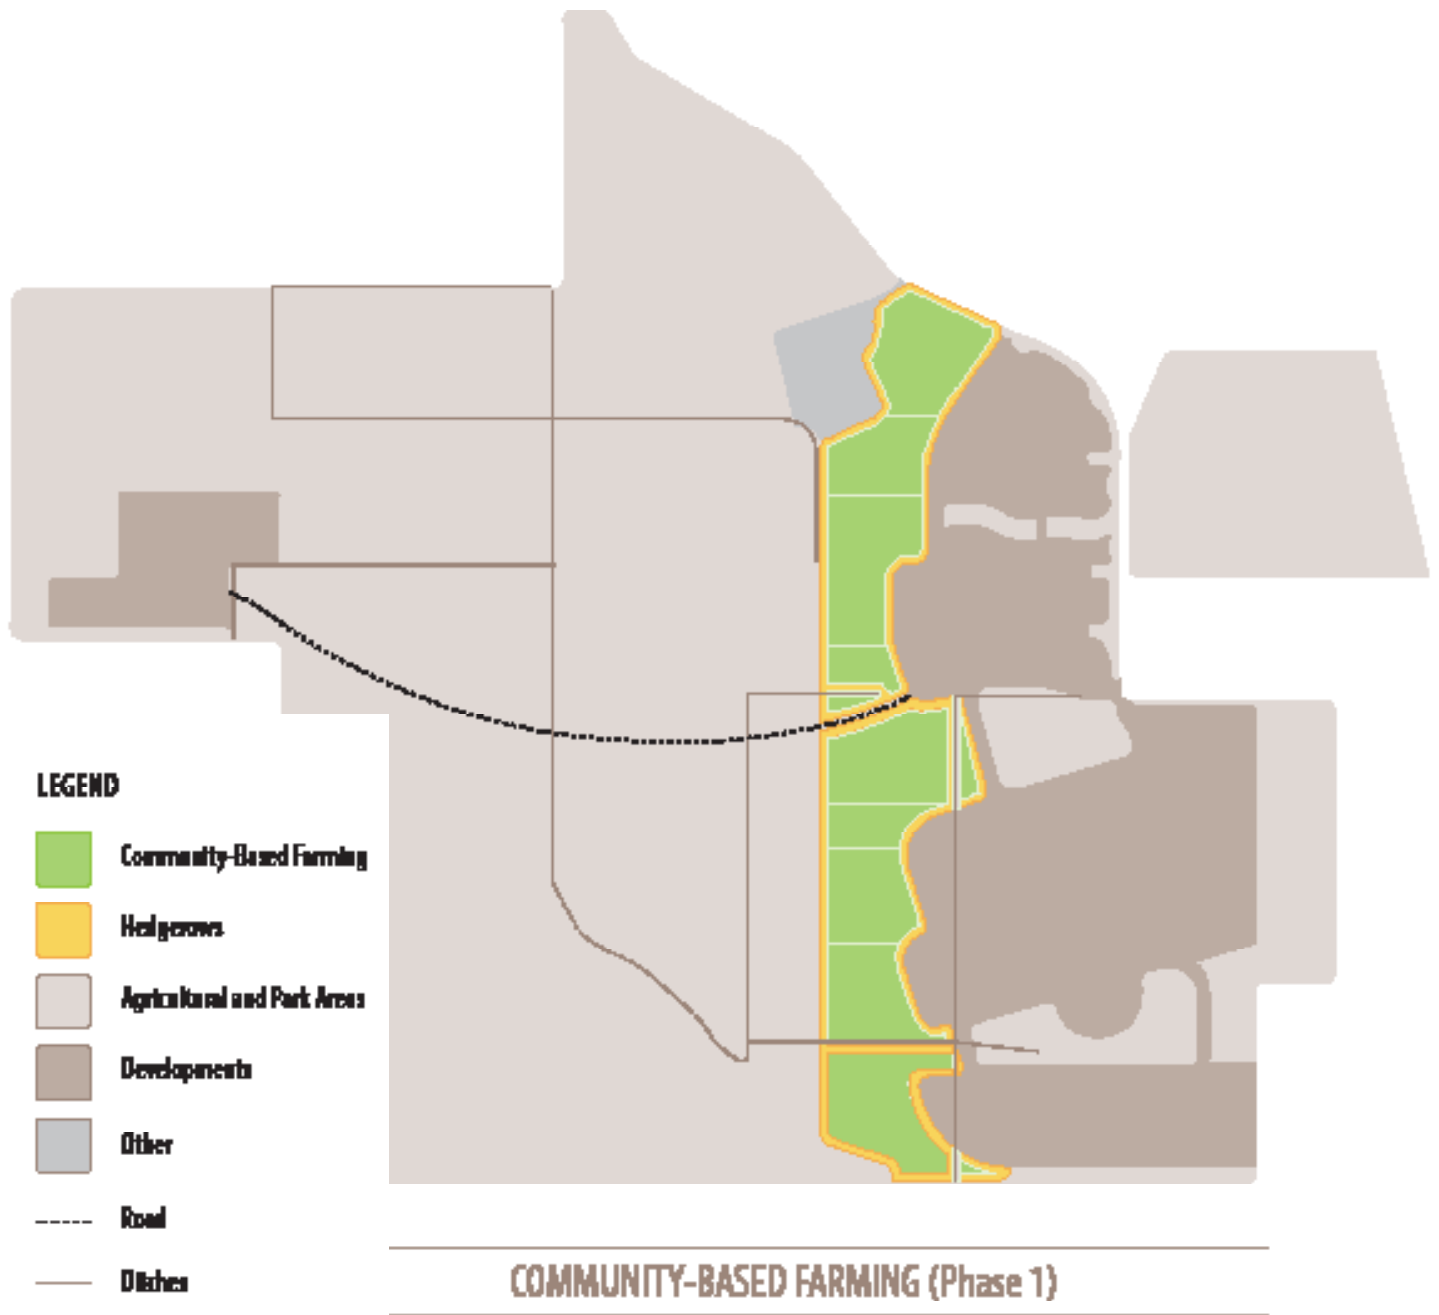 LEGEND
Community-Based Farming
Hedgerows
Agricultural and Park Areas
Developments
Other
Road
Ditches
COMMUNITY-BASED FARMING (Phase 1)